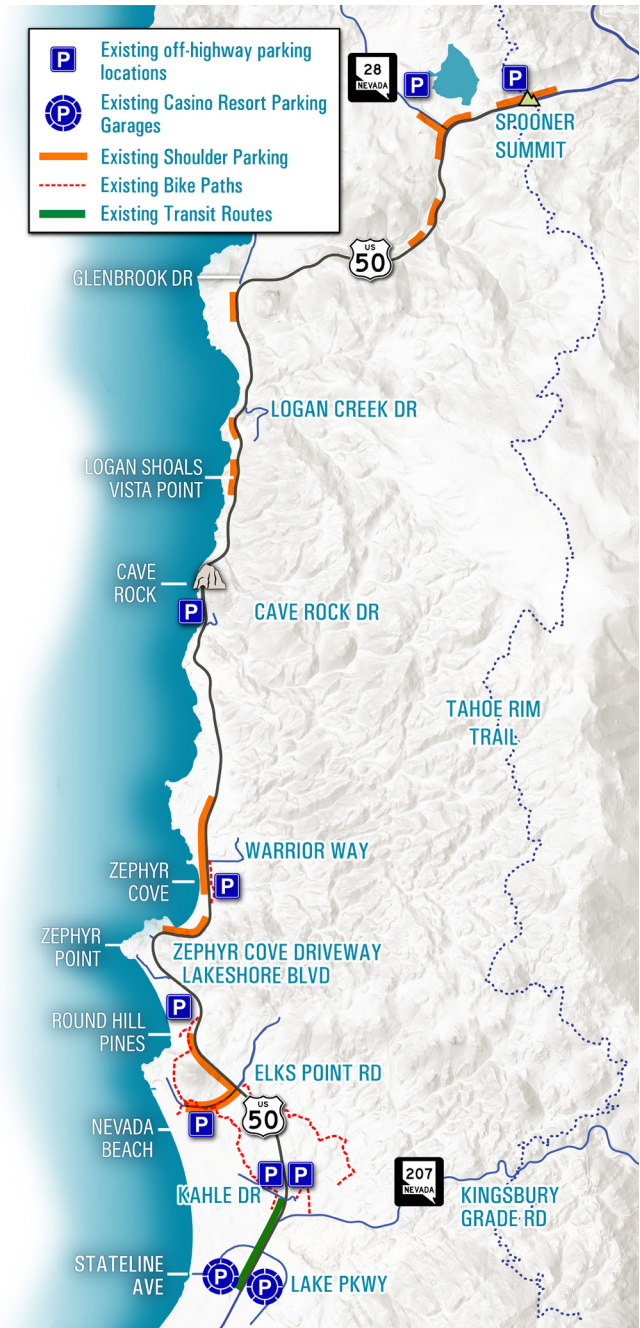 P
Existing off-highway parking
locations
P
Existing Casino Resort Parking
Garages
Existing Shoulder Parking
Existing Bike Paths
Existing Transit Routes
28
NEVADA
P
P
SPOONER
SUMMIT
US
50
GLENBROOK DR
LOGAN CREEK DR
LOGAN SHOALS
VISTA POINT
CAVE
ROCK
P
CAVE ROCK DR
TAHOE RIM
TRAIL
WARRIOR WAY
ZEPHYR
COVE
P
ZEPHYR
POINT
ZEPHYR COVE DRIVEWAY
LAKESHORE BLVD
P
ROUND HILL
PINES
ELKS POINT RD
US
50
P
NEVADA
BEACH
P
P
KAHLE DR
207
NEVADA
KINGSBURY
GRADE RD
STATELINE
AVE
P
P
LAKE PKWY